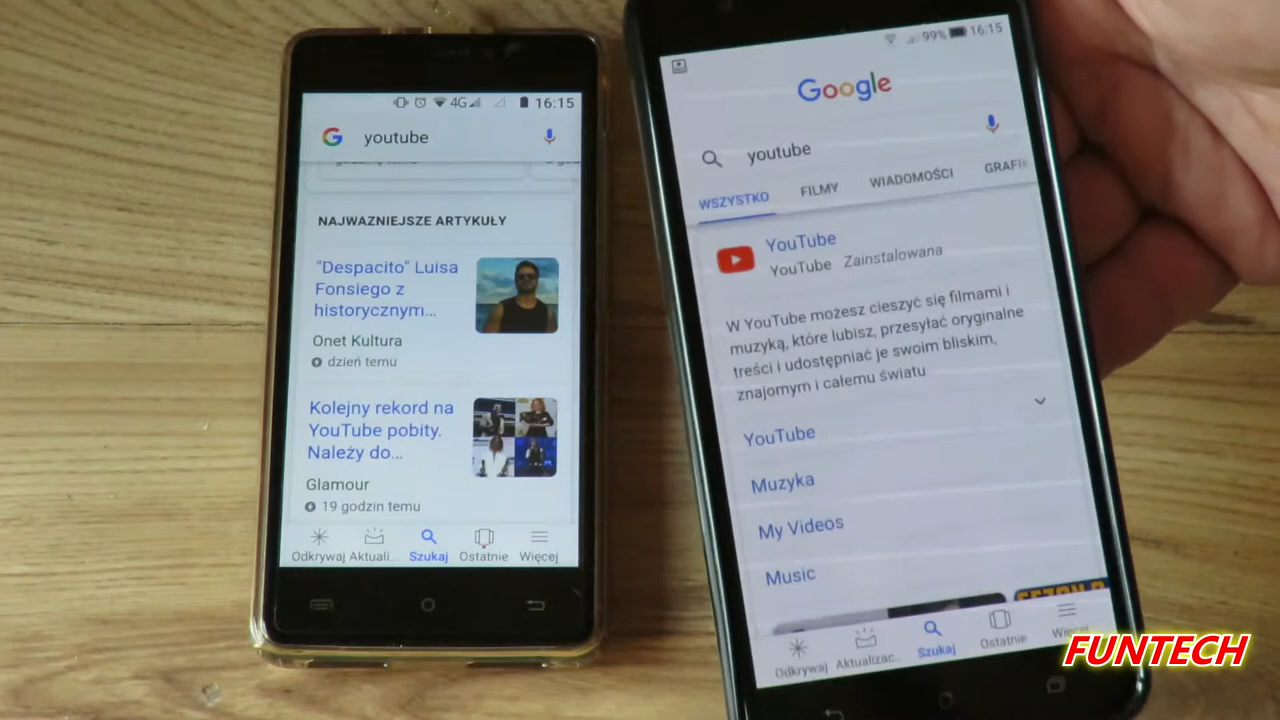 4G 16:15
youtube
NAJWAŻNIEJSZE ARTYKUŁY
"Despacito" Luisa
Fonsiego z
historycznym...
Onet Kultura
dzień temu
Kolejny rekord na
YouTube pobity.
Należy do...
Glamour
19 godzin temu
Odkrywaj Aktuali... Szukaj Ostatnie Więcej
99% 16:15
Google
youtube
WSZYSTKO FILMY WIADOMOŚCI GRAFI
YouTube
YouTube Zainstalowana
W YouTube możesz cieszyć się filmami i
muzyką, które lubisz, przesyłać oryginalne
treści i udostępniać je swoim bliskim,
znajomym i całemu światu
YouTube
Muzyka
My Videos
Music
Odkrywaj Aktualizac... Szukaj Ostatnie
FUNTECH